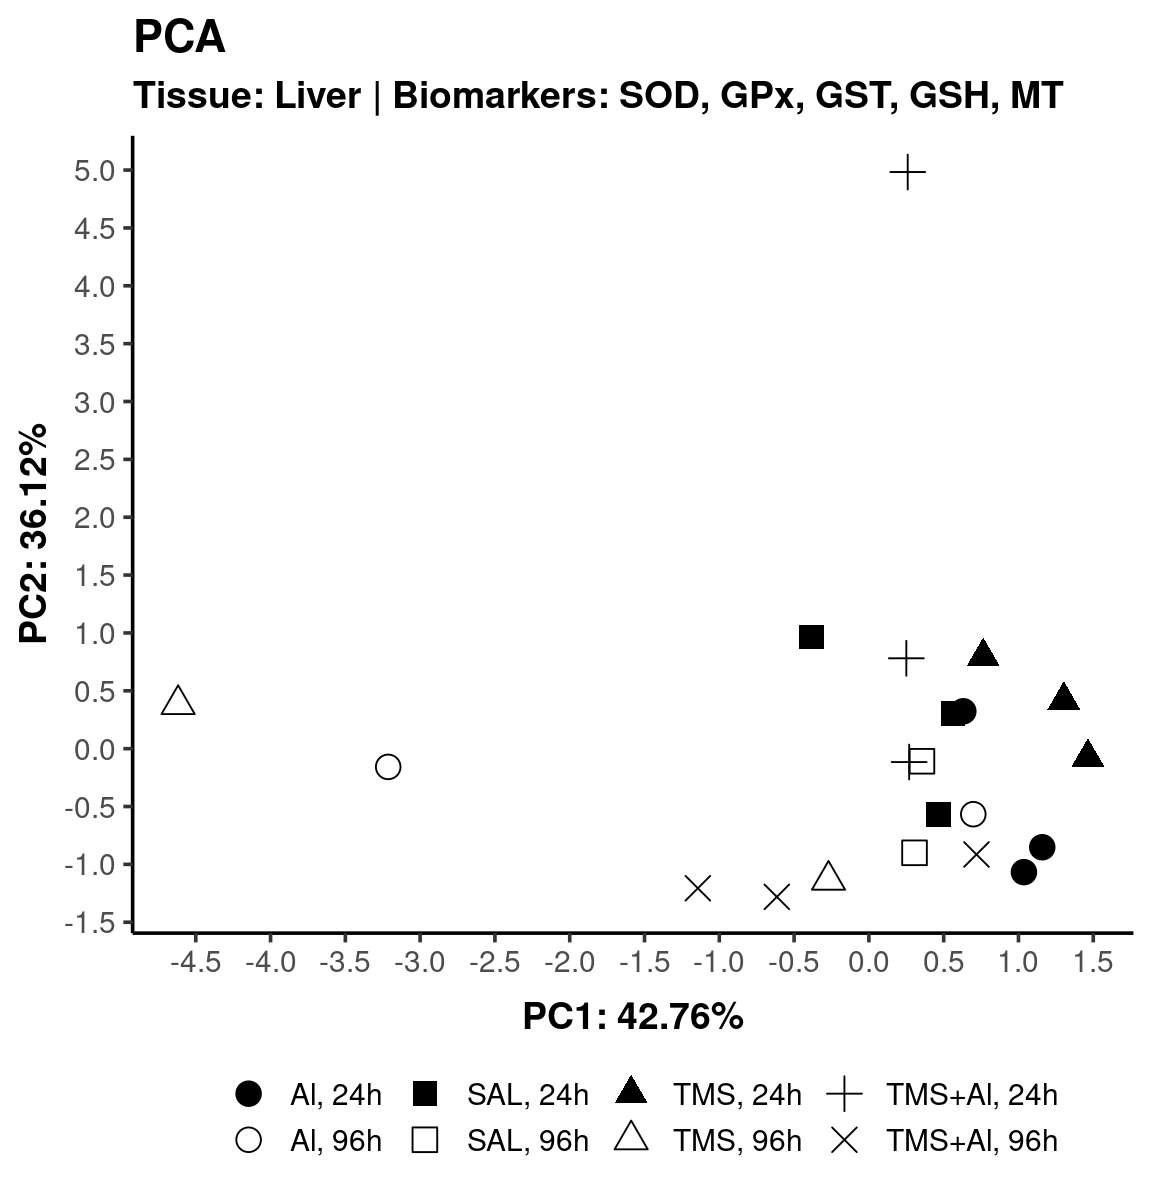 PCA
Tissue: Liver | Biomarkers: SOD, GPx, GST, GSH, MT
5.0
4.5
4.0
3.5
3.0
2.5
2.0
1.5
1.0
0.5
0.0
-0.5
-1.0
-1.5
PC2: 36.12%
-4.5 -4.0 -3.5 -3.0 -2.5 -2.0 -1.5 -1.0 -0.5 0.0 0.5 1.0 1.5
PC1: 42.76%
Al, 24h SAL, 24h TMS, 24h TMS+Al, 24h
Al, 96h SAL, 96h TMS, 96h TMS+Al, 96h